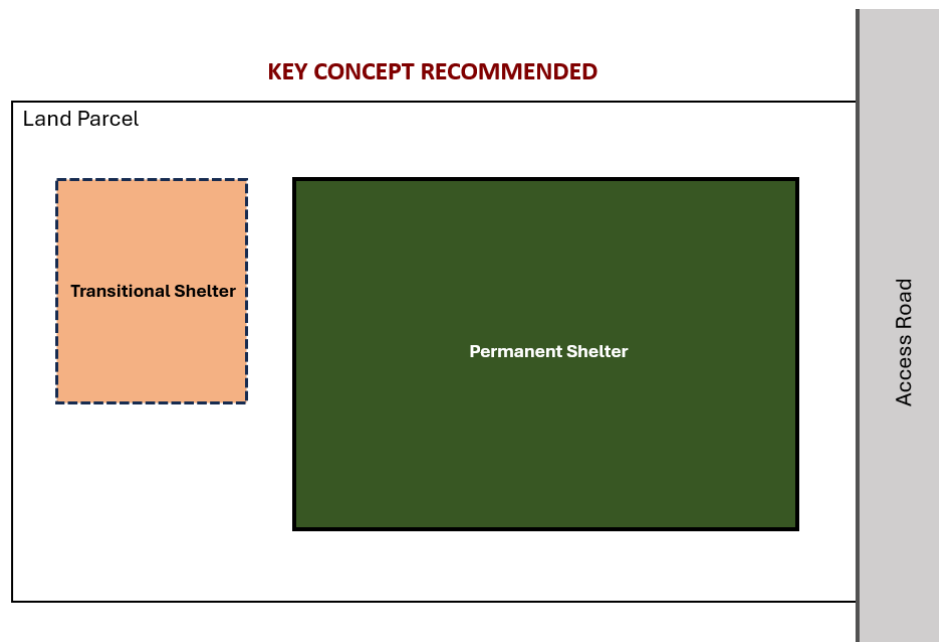 KEY CONCEPT RECOMMENDED
Land Parcel
Transitional Shelter
Permanent Shelter
Access Road